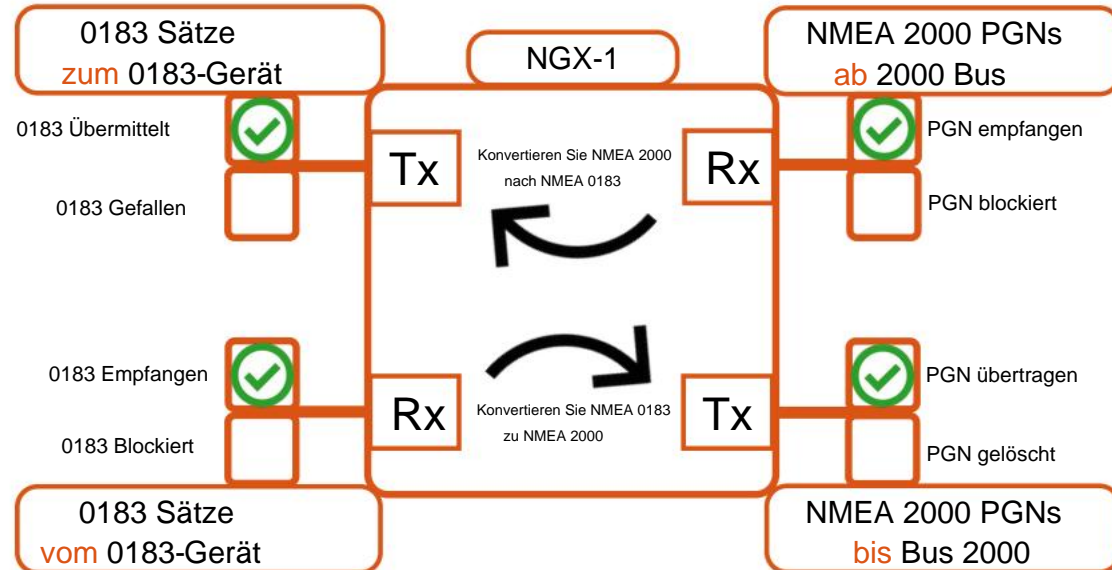 0183 Sätze
zum 0183-Gerät
NGX-1
NMEA 2000 PGNs
ab 2000 Bus
0183 Übermittelt
0183 Gefallen
Tx
Konvertieren Sie NMEA 2000
nach NMEA 0183
Rx
PGN empfangen
PGN blockiert
0183 Empfangen
0183 Blockiert
Rx
Konvertieren Sie NMEA 0183
zu NMEA 2000
Tx
PGN übertragen
PGN gelöscht
0183 Sätze
vom 0183-Gerät
NMEA 2000 PGNs
bis Bus 2000